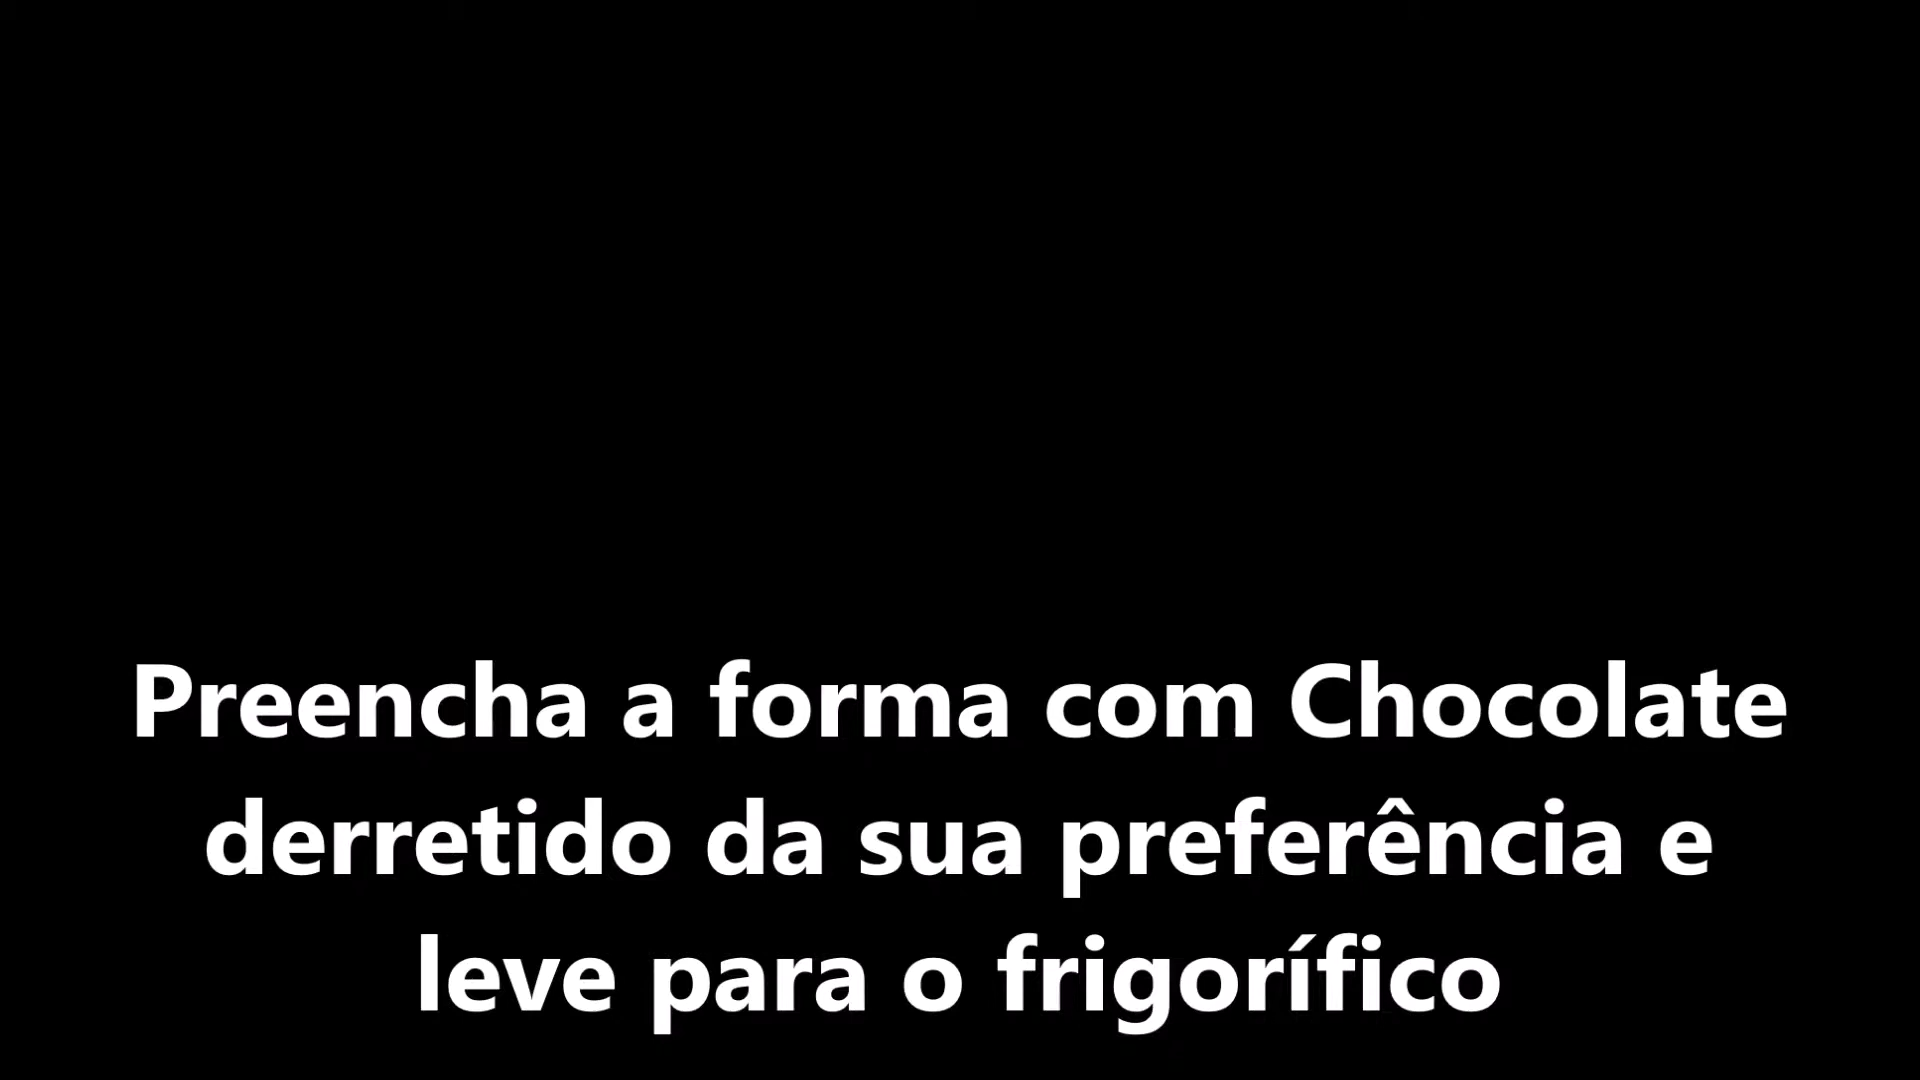 Preencha a forma com Chocolate
derretido da sua preferência e
leve para o frigorífico